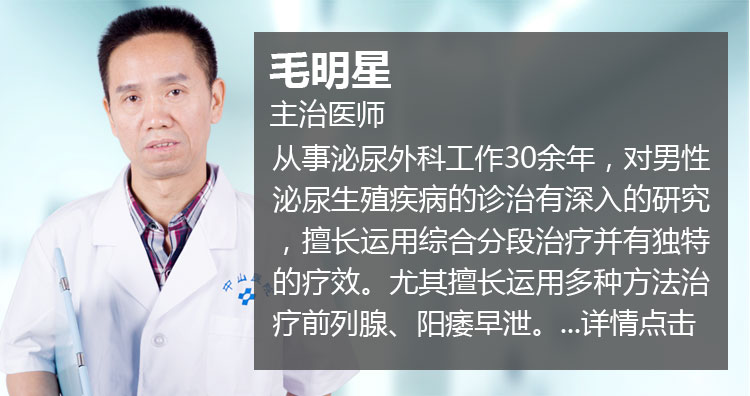 毛明星
主治医师
从事泌尿外科工作30余年，对男性
泌尿生殖疾病的诊治有深入的研究
，擅长运用综合分段治疗并有独特
的疗效。尤其擅长运用多种方法治
疗前列腺、阳痿早泄。...详情点击
中山医院